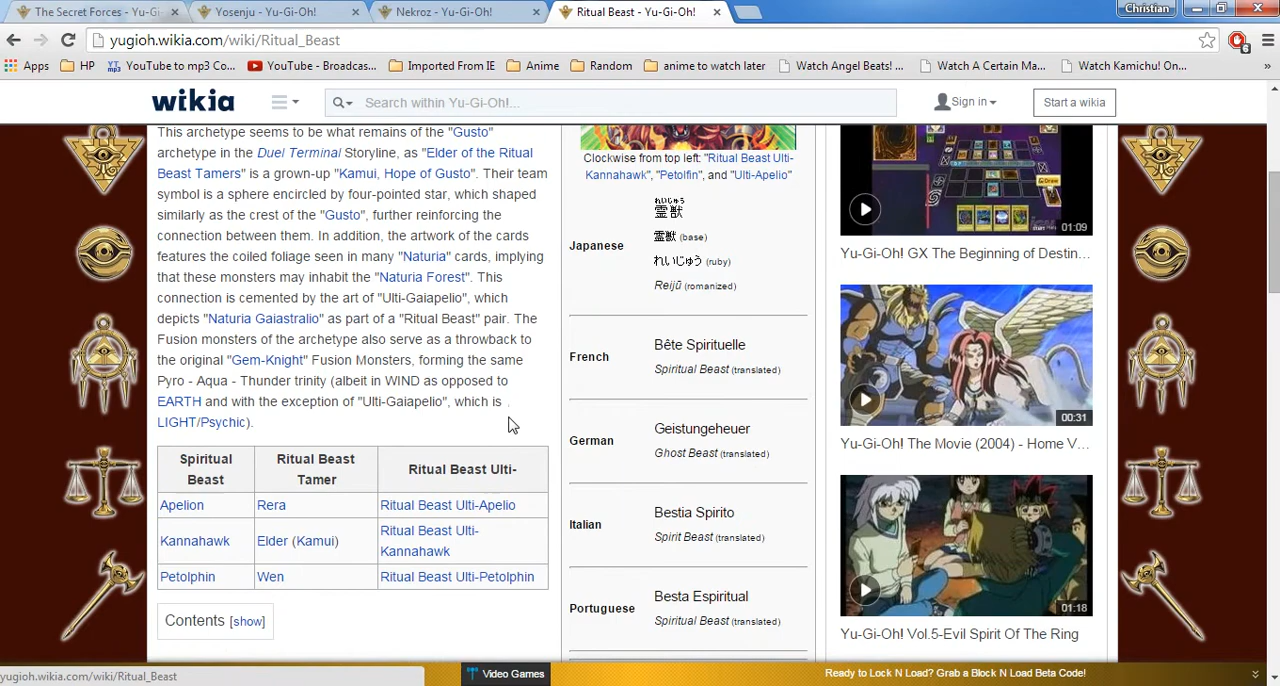 The Secret Forces - Yu-Gi-
Yosenju - Yu-Gi-Oh!
Nekroz - Yu-Gi-Oh!
Ritual Beast - Yu-Gi-Oh!
Christian
yugioh.wikia.com/wiki/Ritual_Beast
6
Apps
HP
YouTube to mp3 Co...
YouTube - Broadcas...
Imported From IE
Anime
Random
anime to watch later
Watch Angel Beats! ...
Watch A Certain Ma...
Watch Kamichu! On...
»
wikia
Search within Yu-Gi-Oh!...
Sign in
Start a wikia
This archetype seems to be what remains of the "Gusto"
archetype in the Duel Terminal Storyline, as "Elder of the Ritual
Beast Tamers" is a grown-up "Kamui, Hope of Gusto". Their team
symbol is a sphere encircled by four-pointed star, which shaped
similarly as the crest of the "Gusto", further reinforcing the
connection between them. In addition, the artwork of the cards
features the coiled foliage seen in many "Naturia" cards, implying
that these monsters may inhabit the "Naturia Forest". This
connection is cemented by the art of "Ulti-Gaiapelio", which
depicts "Naturia Gaiastralio" as part of a "Ritual Beast" pair. The
Fusion monsters of the archetype also serve as a throwback to
the original "Gem-Knight" Fusion Monsters, forming the same
Pyro - Aqua - Thunder trinity (albeit in WIND as opposed to
EARTH and with the exception of "Ulti-Gaiapelio", which is
LIGHT/Psychic).
Spiritual Beast
Ritual Beast Tamer
Ritual Beast Ulti-
Apelion
Rera
Ritual Beast Ulti-Apelio
Kannahawk
Elder (Kamui)
Ritual Beast Ulti-
Kannahawk
Petolphin
Wen
Ritual Beast Ulti-Petolphin
Contents [show]
Clockwise from top left: "Ritual Beast Ulti-
Kannahawk", "Petolfin", and "Ulti-Apelio"
Japanese
れいじゅう
霊獣
霊獣 (base)
れいじゅう (ruby)
Reijū (romanized)
French
Bête Spirituelle
Spiritual Beast (translated)
German
Geistungeheuer
Ghost Beast (translated)
Italian
Bestia Spirito
Spirit Beast (translated)
Portuguese
Besta Espiritual
Spiritual Beast (translated)
Draw
01:09
Yu-Gi-Oh! GX The Beginning of Destin...
00:31
Yu-Gi-Oh! The Movie (2004) - Home V...
01:18
Yu-Gi-Oh! Vol.5-Evil Spirit Of The Ring
yugioh.wikia.com/wiki/Ritual_Beast
Video Games
Ready to Lock N Load? Grab a Block N Load Beta Code!